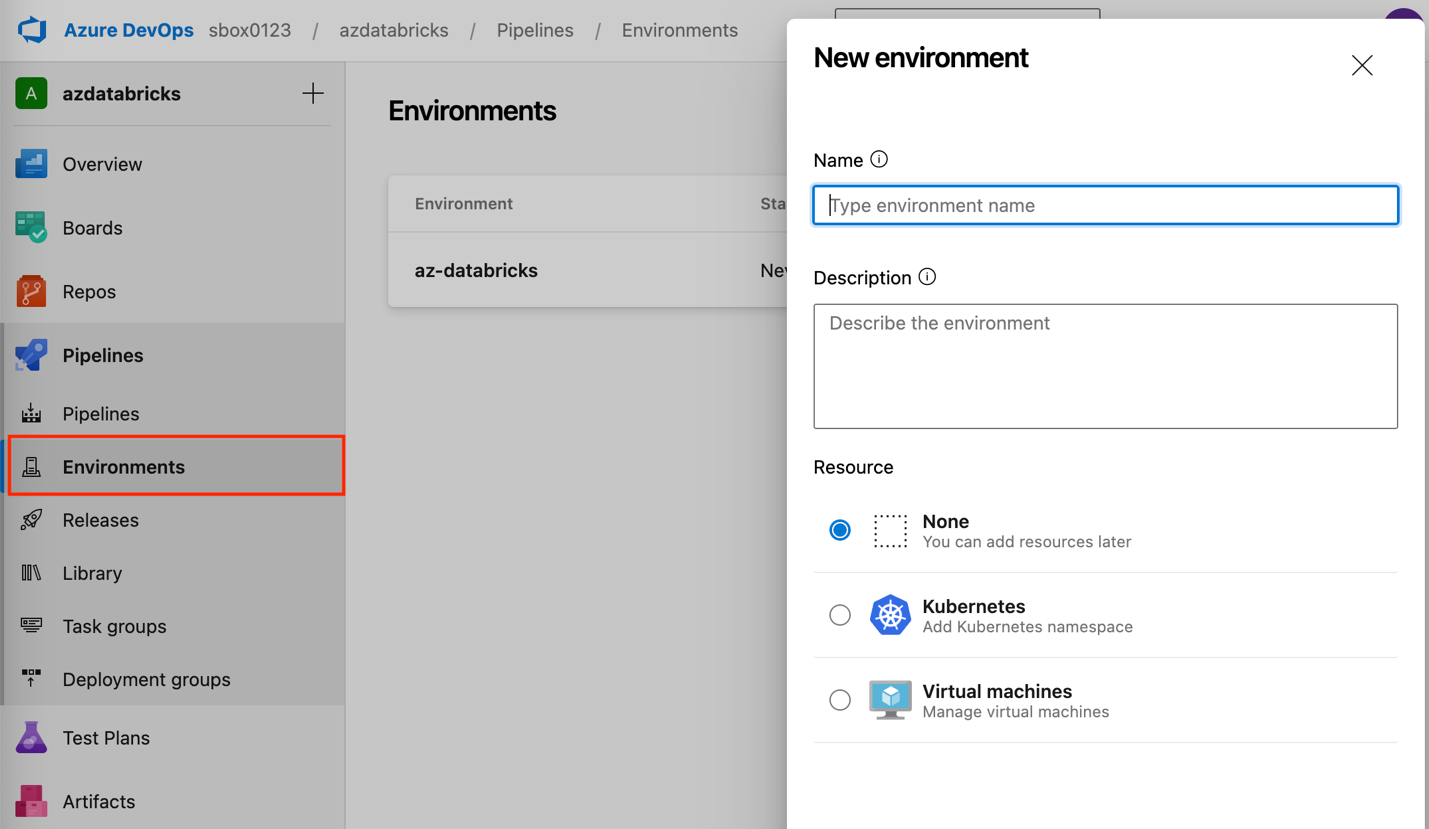 Azure DevOps sbox0123 / azdatabricks / Pipelines / Environments
A azdatabricks
Overview
Boards
Repos
Pipelines
Pipelines
Environments
Releases
Library
Task groups
Deployment groups
Test Plans
Artifacts
Environments
Environment Sta
az-databricks Nev
New environment
Name
Type environment name
Description
Describe the environment
Resource
None
You can add resources later
Kubernetes
Add Kubernetes namespace
Virtual machines
Manage virtual machines